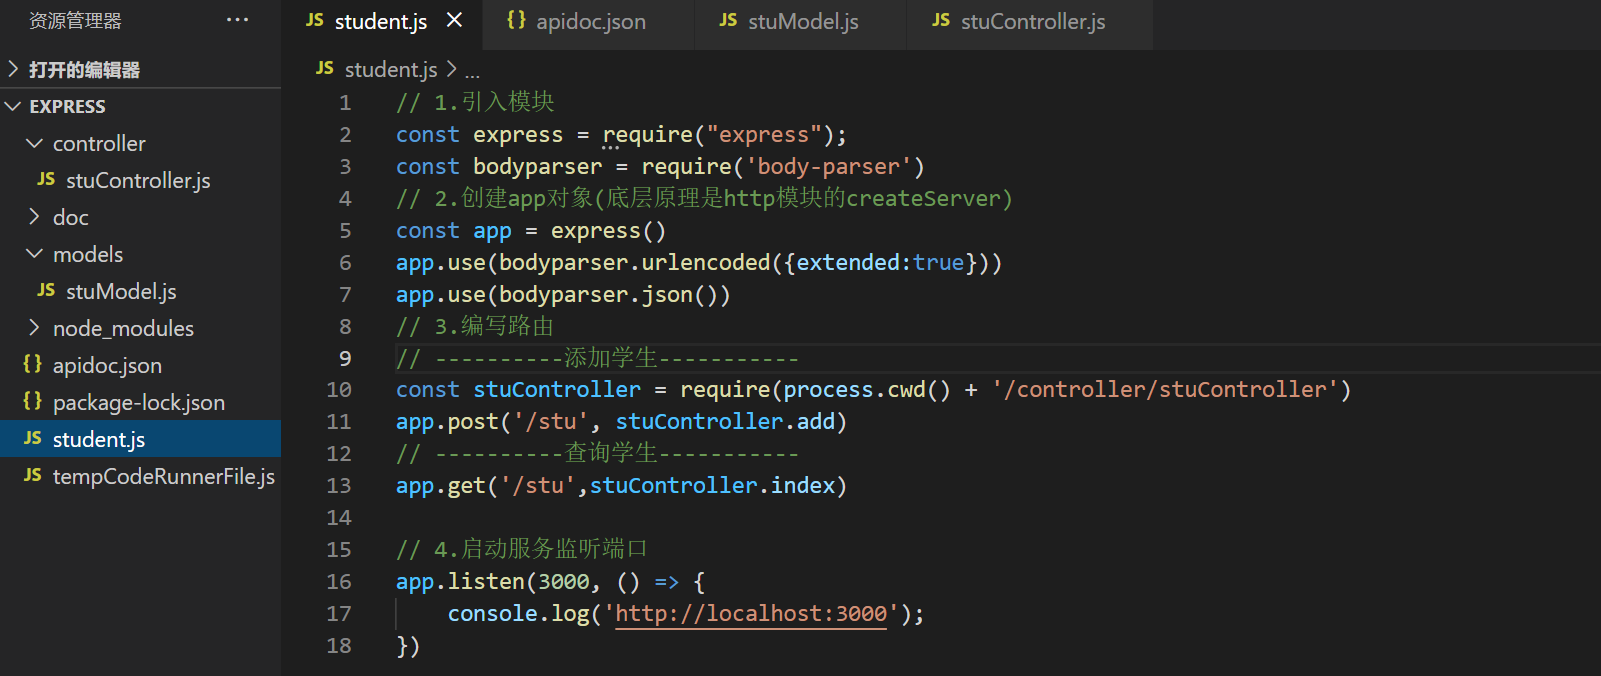 资源管理器 ...
打开的编辑器
EXPRESS
controller
JS stuController.js
doc
models
JS stuModel.js
node_modules
{} apidoc.json
{} package-lock.json
JS student.js
JS tempCodeRunnerFile.js
JS student.js {} apidoc.json JS stuModel.js JS stuController.js
JS student.js > ...
1 // 1.引入模块
2 const express = require("express");
3 const bodyparser = require('body-parser')
4 // 2.创建app对象(底层原理是http模块的createServer)
5 const app = express()
6 app.use(bodyparser.urlencoded({extended:true}))
7 app.use(bodyparser.json())
8 // 3.编写路由
9 // ----------添加学生-----------
10 const stuController = require(process.cwd() + '/controller/stuController')
11 app.post('/stu', stuController.add)
12 // ----------查询学生-----------
13 app.get('/stu',stuController.index)
14
15 // 4.启动服务监听端口
16 app.listen(3000, () => {
17 console.log('http://localhost:3000');
18 })